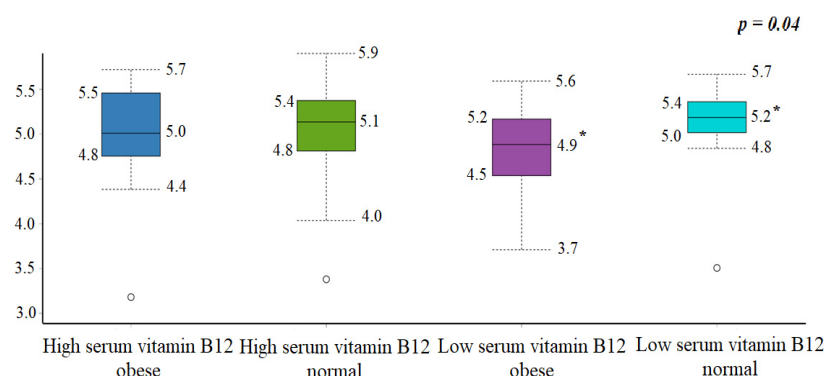 p = 0.04
5.5
5.0
4.5
4.0
3.5
3.0
5.7
5.5
5.0
4.8
4.4
5.9
5.4
5.1
4.8
4.0
5.6
5.2
4.9*
4.5
3.7
5.7
5.4
5.2*
5.0
4.8
High serum vitamin B12
obese
High serum vitamin B12
normal
Low serum vitamin B12
obese
Low serum vitamin B12
normal